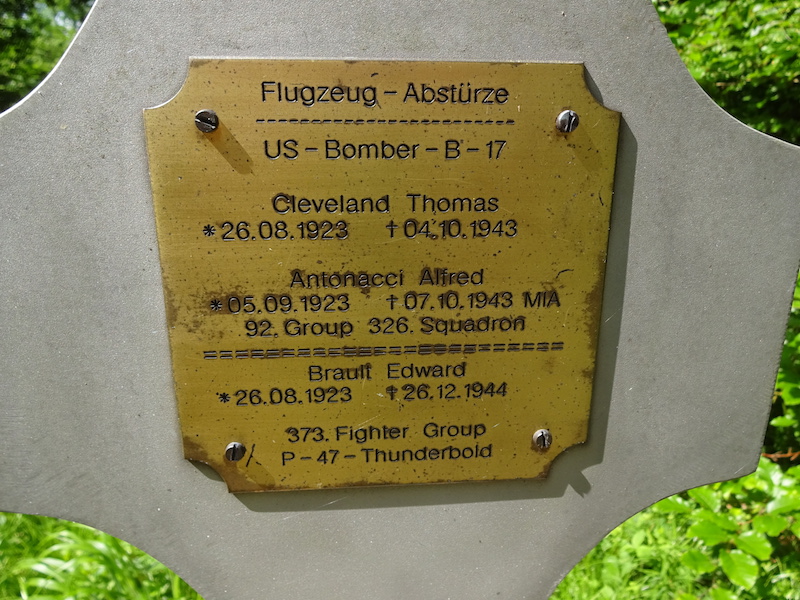 Flugzeug - Abstürze
US - Bomber - B - 17
Cleveland Thomas
*26.08.1923 †04.10.1943
Antonacci Alfred
*05.09.1923 †07.10.1943 MIA
92. Group 326. Squadron
Brault Edward
*26.08.1923 †26.12.1944
373. Fighter Group
P - 47 - Thunderbold